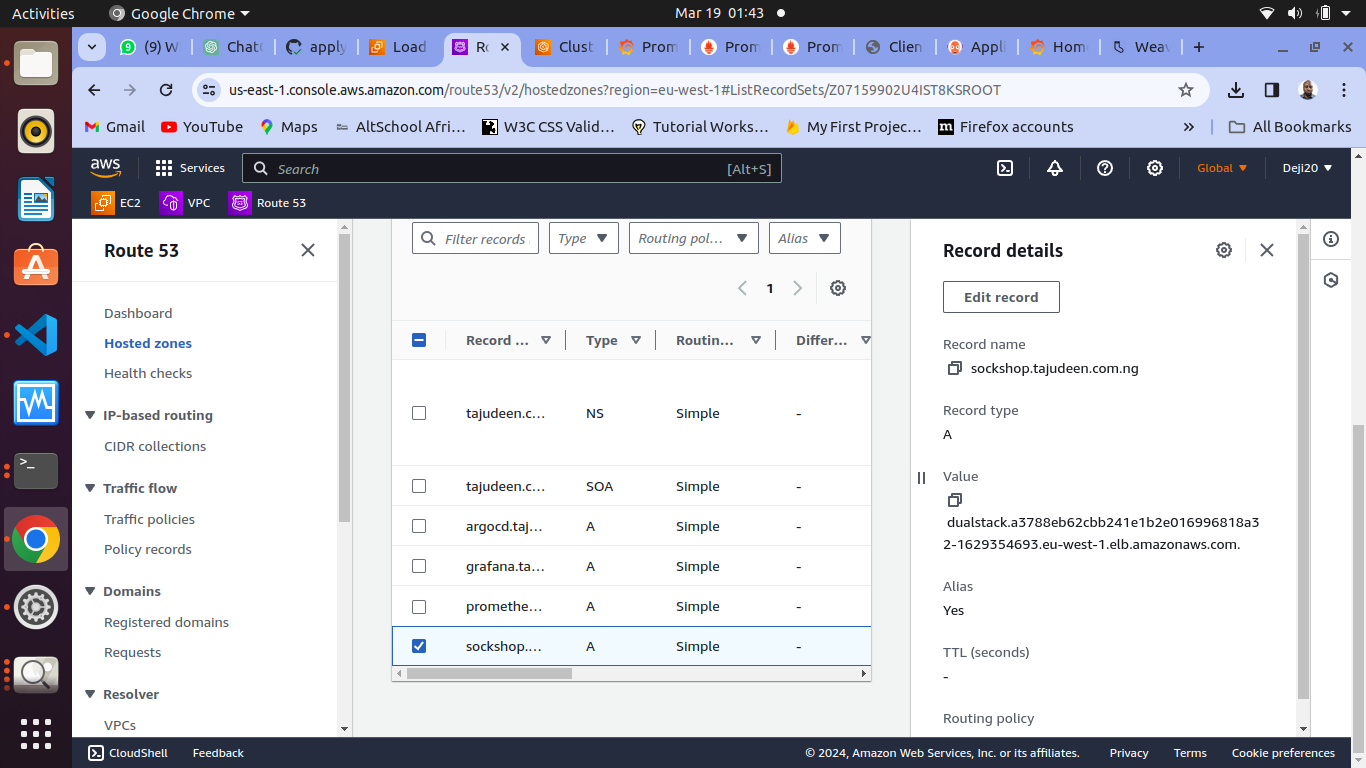 Activities
Google Chrome
Mar 19 01:43
(9) W
Chat
apply
Load
Ro
Clust
Prom
Prom
Prom
Clien
Appli
Hom
Weav
us-east-1.console.aws.amazon.com/route53/v2/hostedzones?region=eu-west-1#ListRecordSets/Z07159902U4IST8KSROOT
Gmail
YouTube
Maps
AltSchool Afri...
W3C CSS Valid...
Tutorial Works...
My First Projec...
Firefox accounts
»
All Bookmarks
aws
Services
Search
[Alt+S]
Global
Deji20
EC2
VPC
Route 53
Route 53
Dashboard
Hosted zones
Health checks
IP-based routing
CIDR collections
Traffic flow
Traffic policies
Policy records
Domains
Registered domains
Requests
Resolver
VPCs
Filter records
Type
Routing pol...
Alias
1
Record ...
Type
Routin...
Differ...
tajudeen.c...
NS
Simple
-
tajudeen.c...
SOA
Simple
-
argocd.taj...
A
Simple
-
grafana.ta...
A
Simple
-
promethe...
A
Simple
-
sockshop....
A
Simple
-
Record details
Edit record
Record name
sockshop.tajudeen.com.ng
Record type
A
Value
dualstack.a3788eb62cbb241e1b2e016996818a3
2-1629354693.eu-west-1.elb.amazonaws.com.
Alias
Yes
TTL (seconds)
-
Routing policy
CloudShell
Feedback
© 2024, Amazon Web Services, Inc. or its affiliates.
Privacy
Terms
Cookie preferences